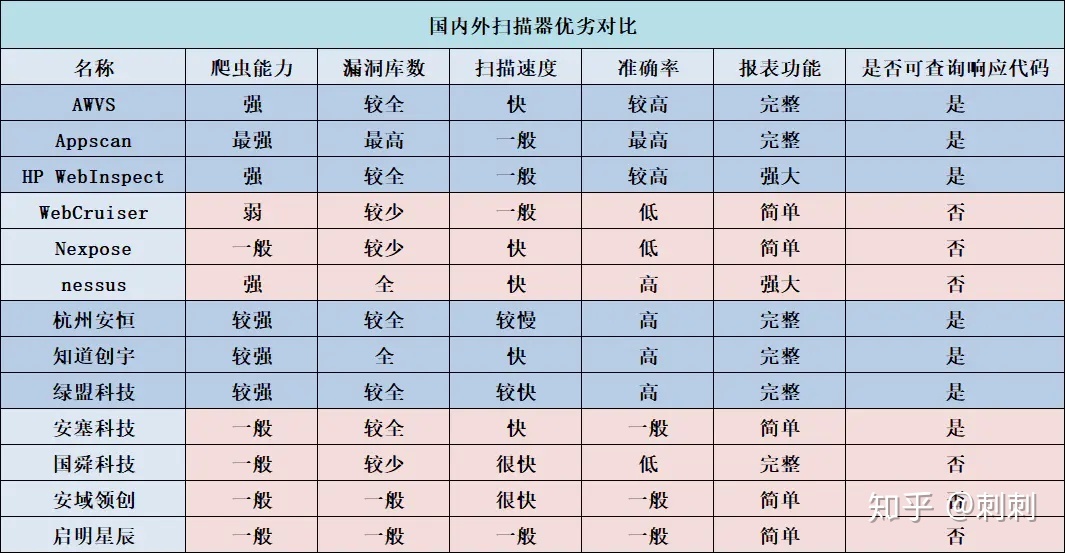 国内外扫描器优劣对比
名称 爬虫能力 漏洞库数 扫描速度 准确率 报表功能 是否可查询响应代码
AWVS 强 较全 快 较高 完整 是
Appscan 最强 最高 一般 最高 完整 是
HP WebInspect 强 较全 一般 较高 强大 是
WebCruiser 弱 较少 一般 低 简单 否
Nexpose 一般 较少 快 低 简单 否
nessus 强 全 快 高 强大 否
杭州安恒 较强 较全 较慢 高 完整 是
知道创宇 较强 全 快 高 完整 是
绿盟科技 较强 较全 较快 高 完整 是
安塞科技 一般 较全 快 一般 简单 是
国舜科技 一般 较少 很快 低 完整 否
安域领创 一般 一般 很快 一般 简单 否
知乎 @刺刺
启明星辰 一般 一般 一般 一般 简单 否